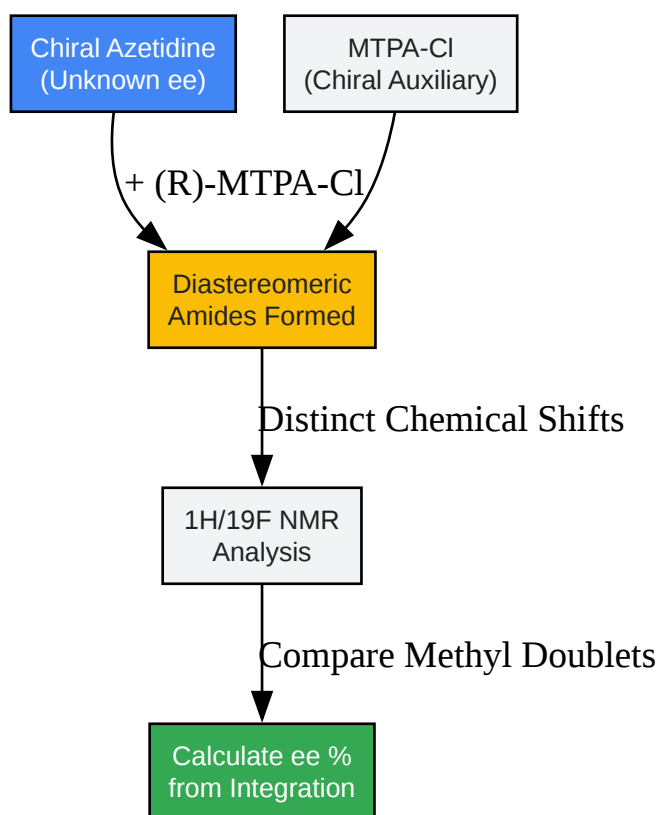 Chiral Azetidine
(Unknown ee)
MTPA-Cl
(Chiral Auxiliary)
+ (R)-MTPA-Cl
Diastereomeric
Amides Formed
Distinct Chemical Shifts
1H/19F NMR
Analysis
Compare Methyl Doublets
Calculate ee %
from Integration